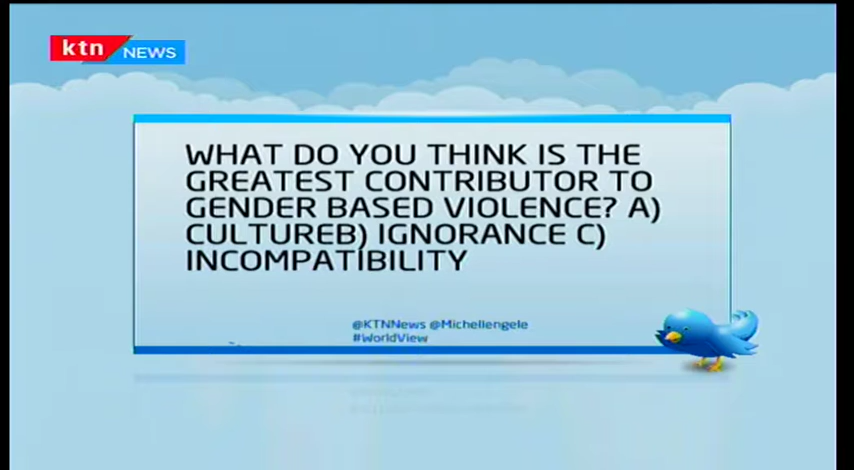 ktn NEWS
WHAT DO YOU THINK IS THE
GREATEST CONTRIBUTOR TO
GENDER BASED VIOLENCE? A)
CULTUREB) IGNORANCE C)
INCOMPATIBILITY
@KTNNews @Michellengele
#WorldView